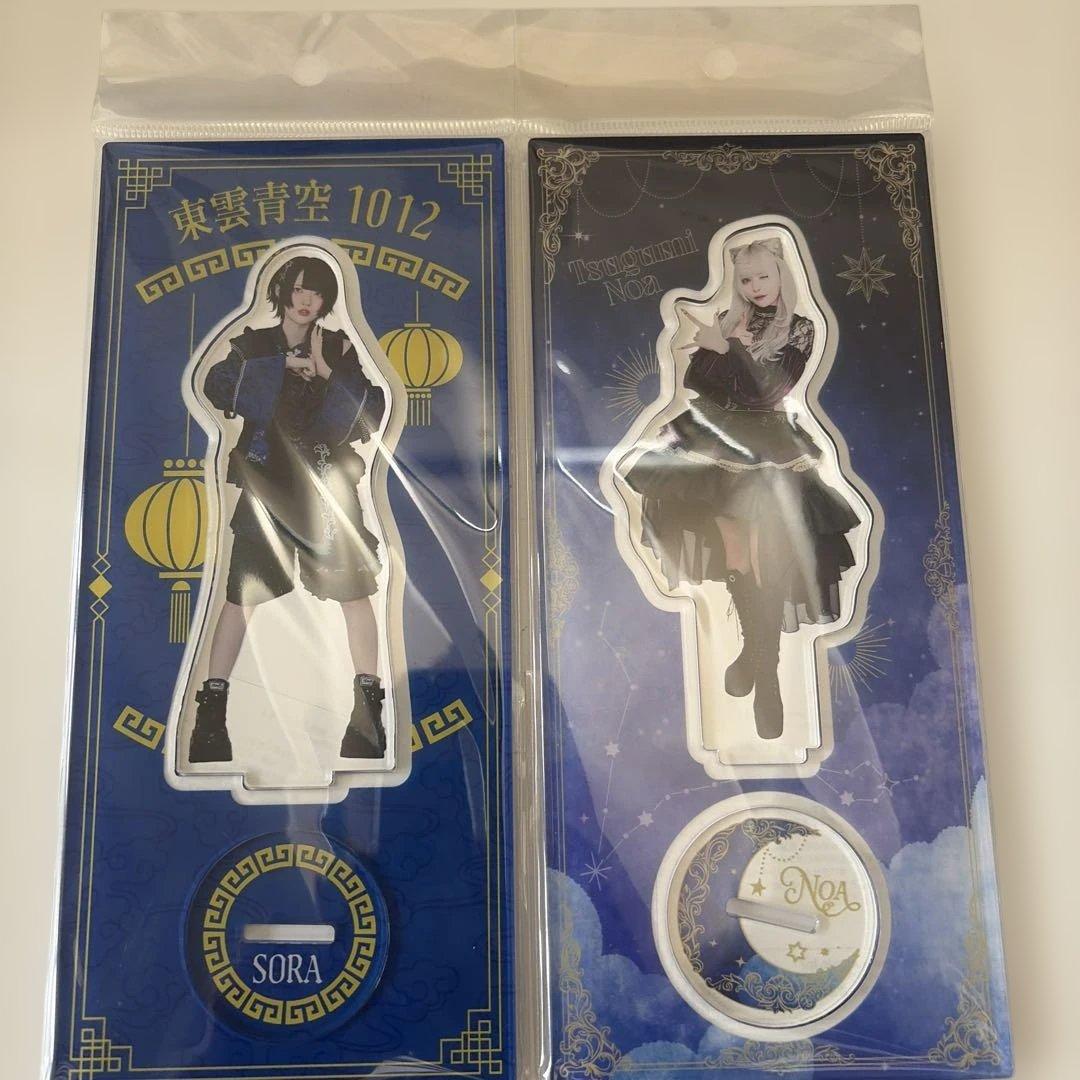 東雲青空 1012
SORA
Tsugumi
Noa
NOA